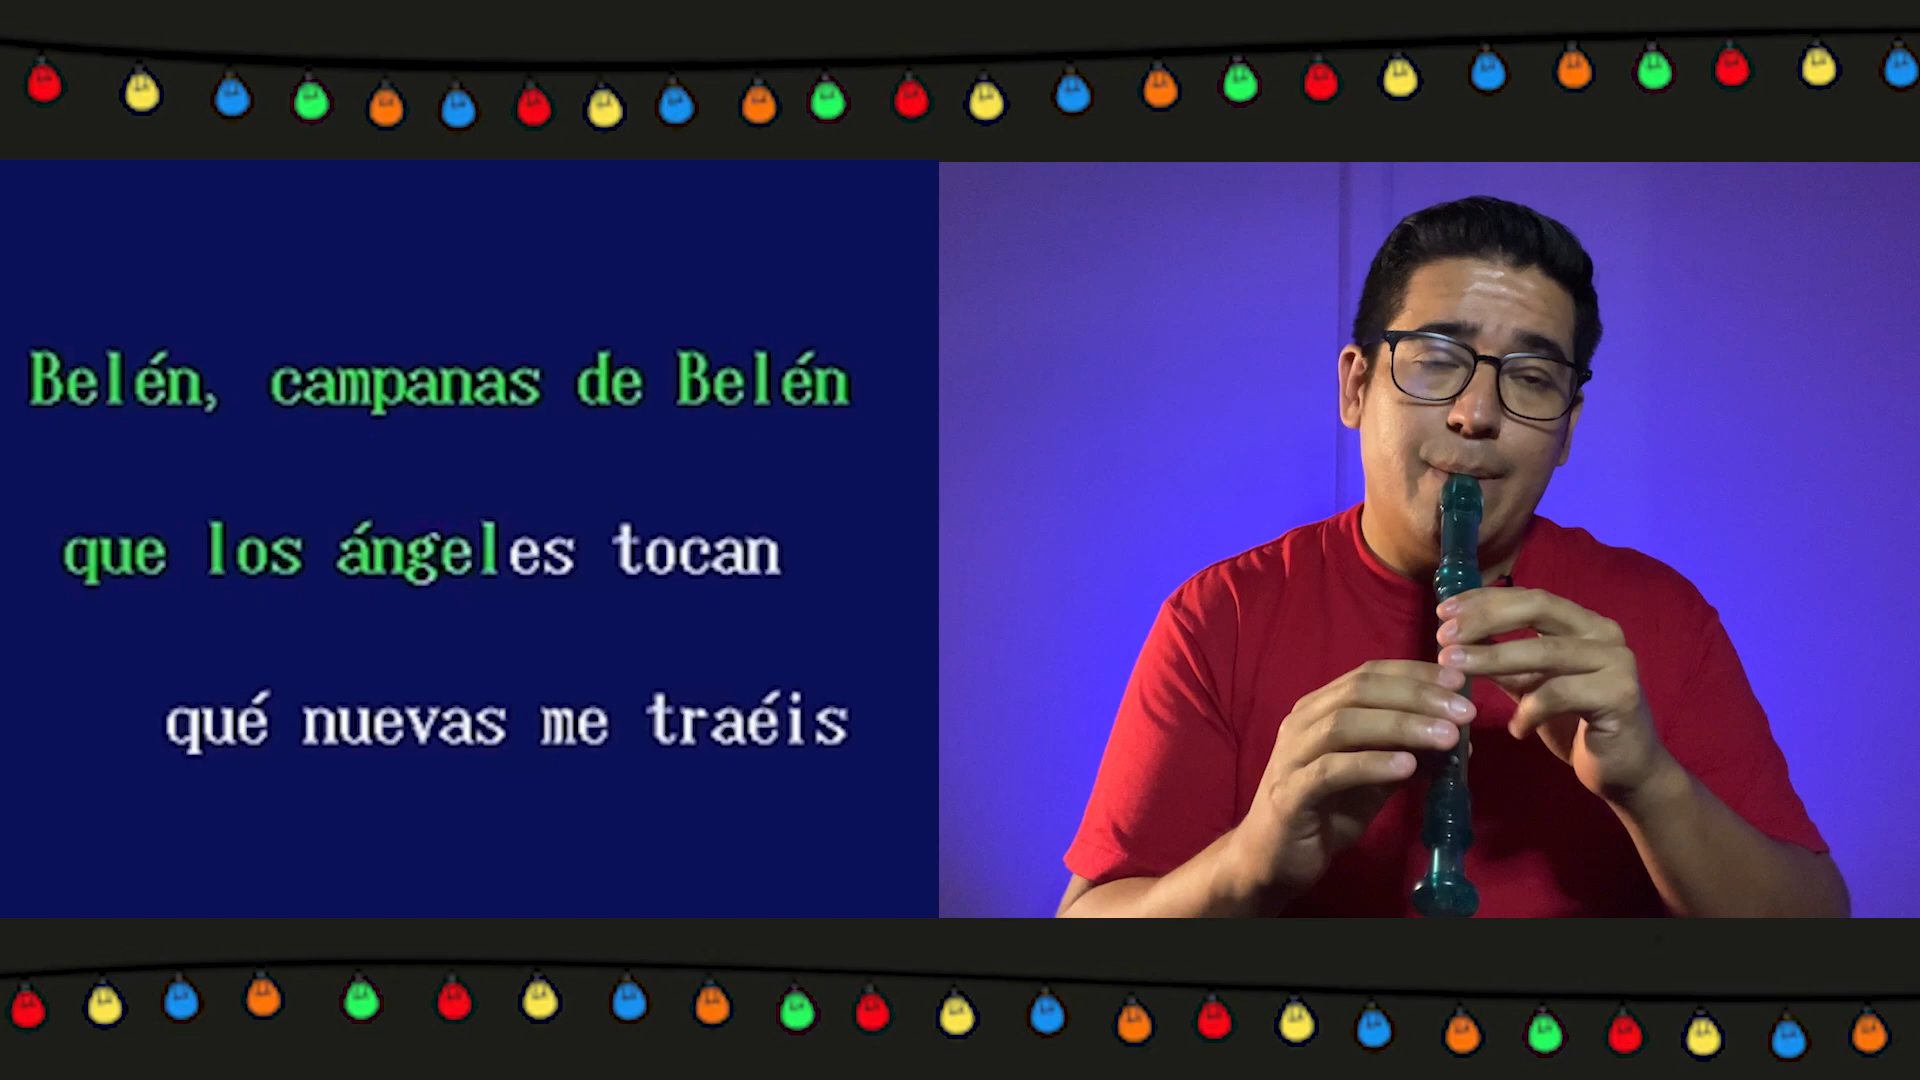 Belén, campanas de Belén
que los ángeles tocan
qué nuevas me traéis